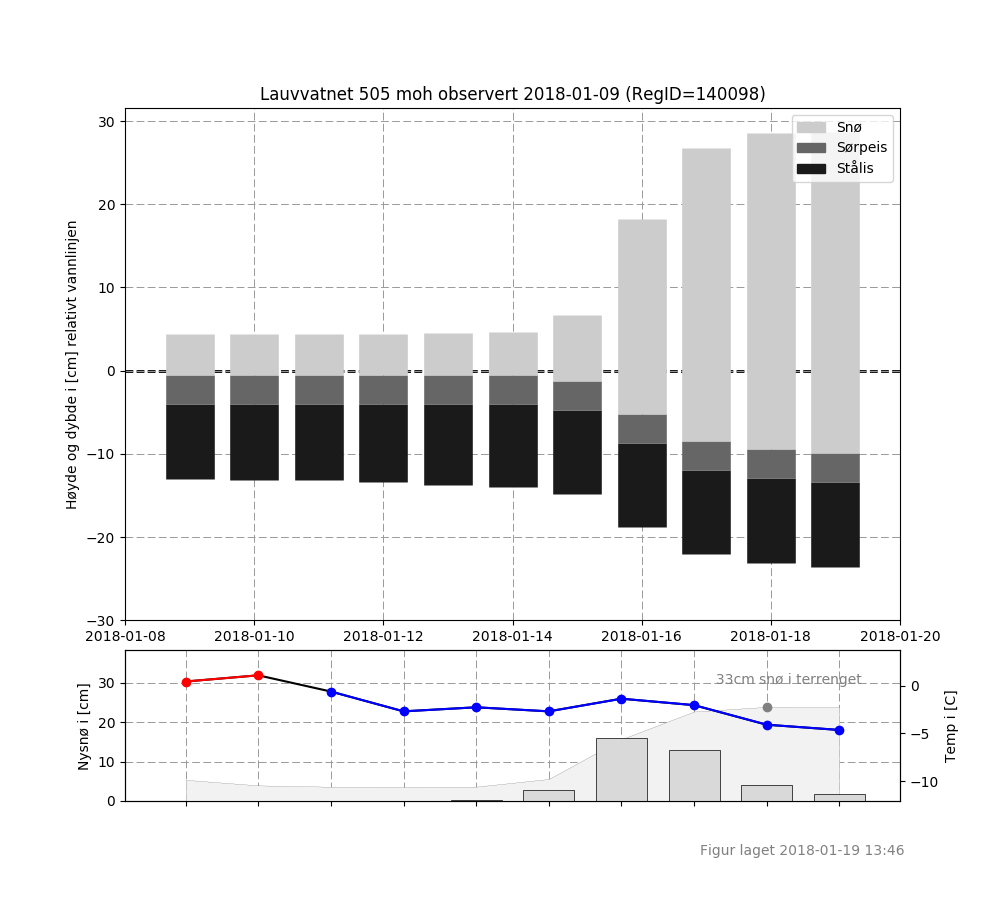 Lauvvatnet 505 moh observert 2018-01-09 (RegID=140098)
Høyde og dybde i [cm] relativt vannlinjen
30
20
10
0
−10
−20
−30
Snø
Sørpeis
Stålis
2018-01-08 2018-01-10 2018-01-12 2018-01-14 2018-01-16 2018-01-18 2018-01-20
Nysnø i [cm]
30
20
10
0
33cm snø i terrenget
0
−5
−10
Temp i [C]
Figur laget 2018-01-19 13:46